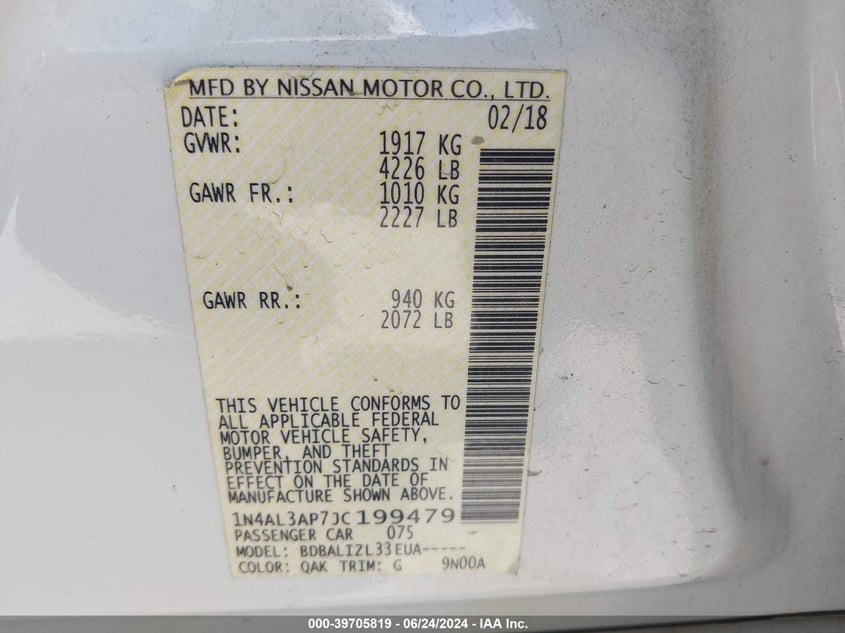 MFD BY NISSAN MOTOR CO., LTD.
DATE: 02/18
GVWR: 1917 KG
4226 LB
GAWR FR.: 1010 KG
2227 LB
GAWR RR.: 940 KG
2072 LB
THIS VEHICLE CONFORMS TO
ALL APPLICABLE FEDERAL
MOTOR VEHICLE SAFETY,
BUMPER, AND THEFT
PREVENTION STANDARDS IN
EFFECT ON THE DATE OF
MANUFACTURE SHOWN ABOVE.
1N4AL3AP7JC199479
PASSENGER CAR 075
MODEL: BDBALIZL33EUA-----
COLOR: QAK TRIM: G 9N00A
000-39705819 - 06/24/2024 - IAA Inc.